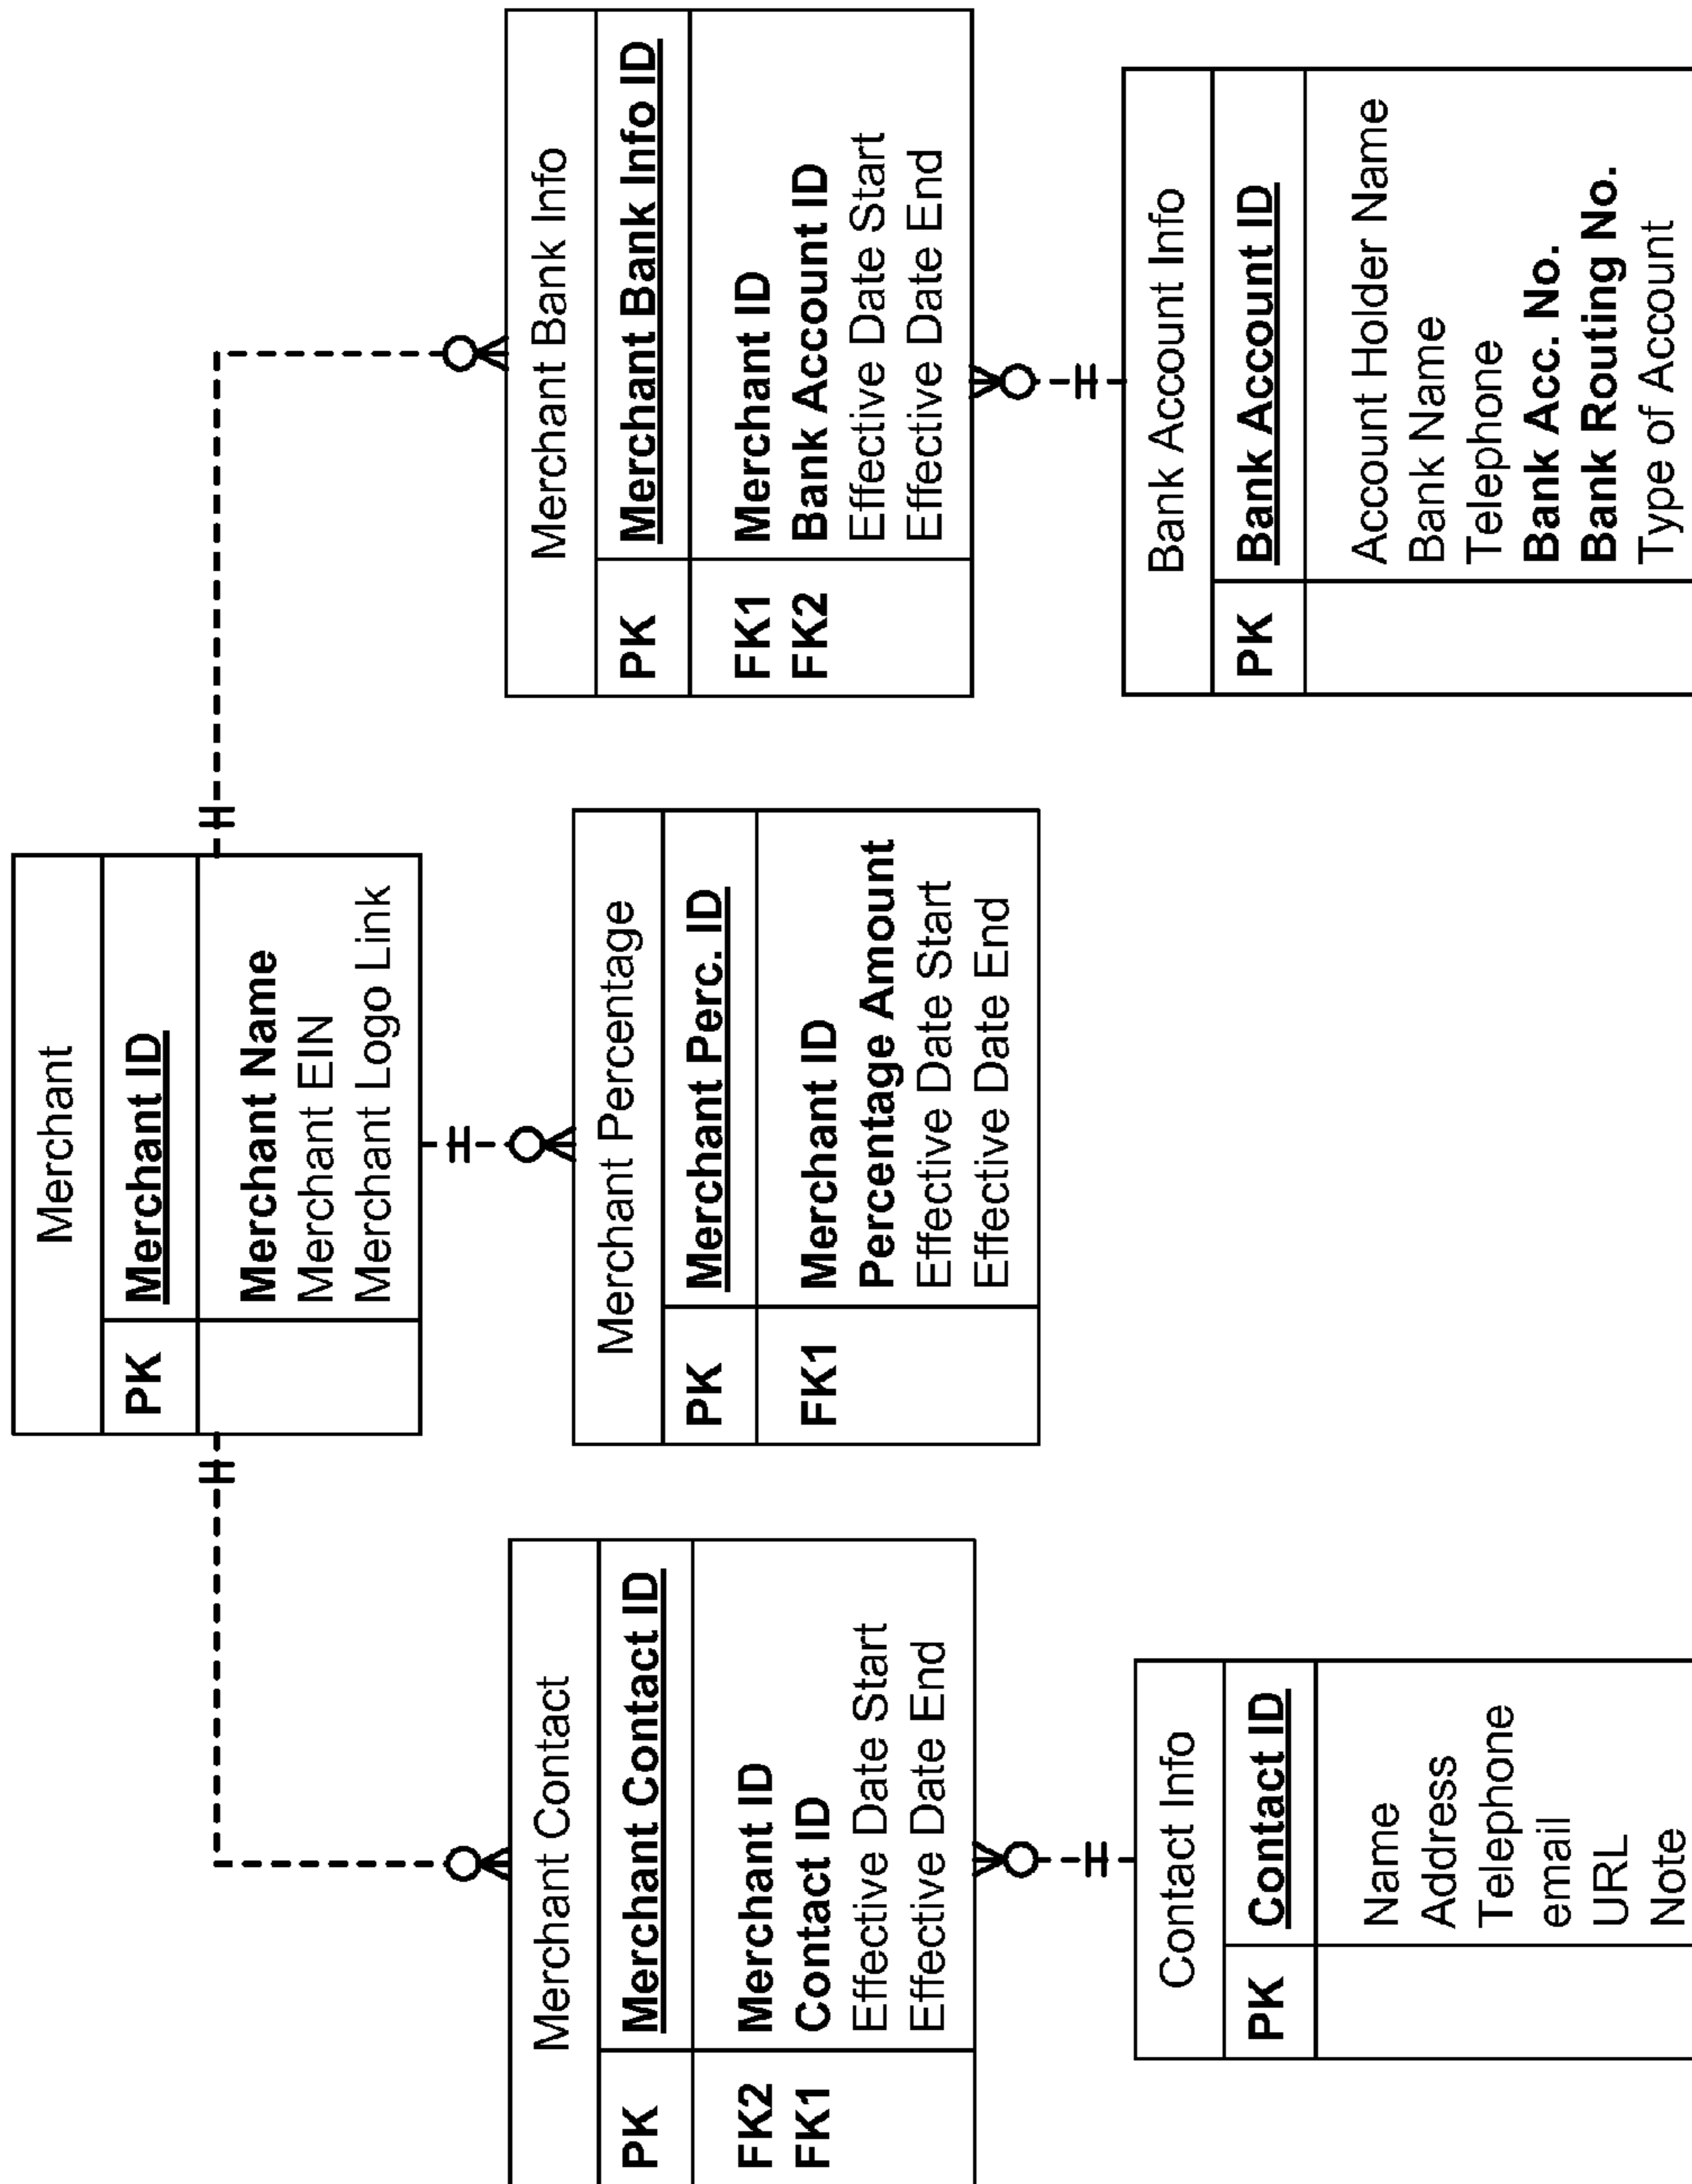 Merchant
PK Merchant ID
Merchant Name
Merchant EIN
Merchant Logo Link
Merchant Contact
PK Merchant Contact ID
FK2 Merchant ID
FK1 Contact ID
Effective Date Start
Effective Date End
Merchant Percentage
PK Merchant Perc. ID
FK1 Merchant ID
Percentage Amount
Effective Date Start
Effective Date End
Merchant Bank Info
PK Merchant Bank Info ID
FK1 Merchant ID
FK2 Bank Account ID
Effective Date Start
Effective Date End
Contact Info
PK Contact ID
Name
Address
Telephone
email
URL
Note
Bank Account Info
PK Bank Account ID
Account Holder Name
Bank Name
Telephone
Bank Acc. No.
Bank Routing No.
Type of Account